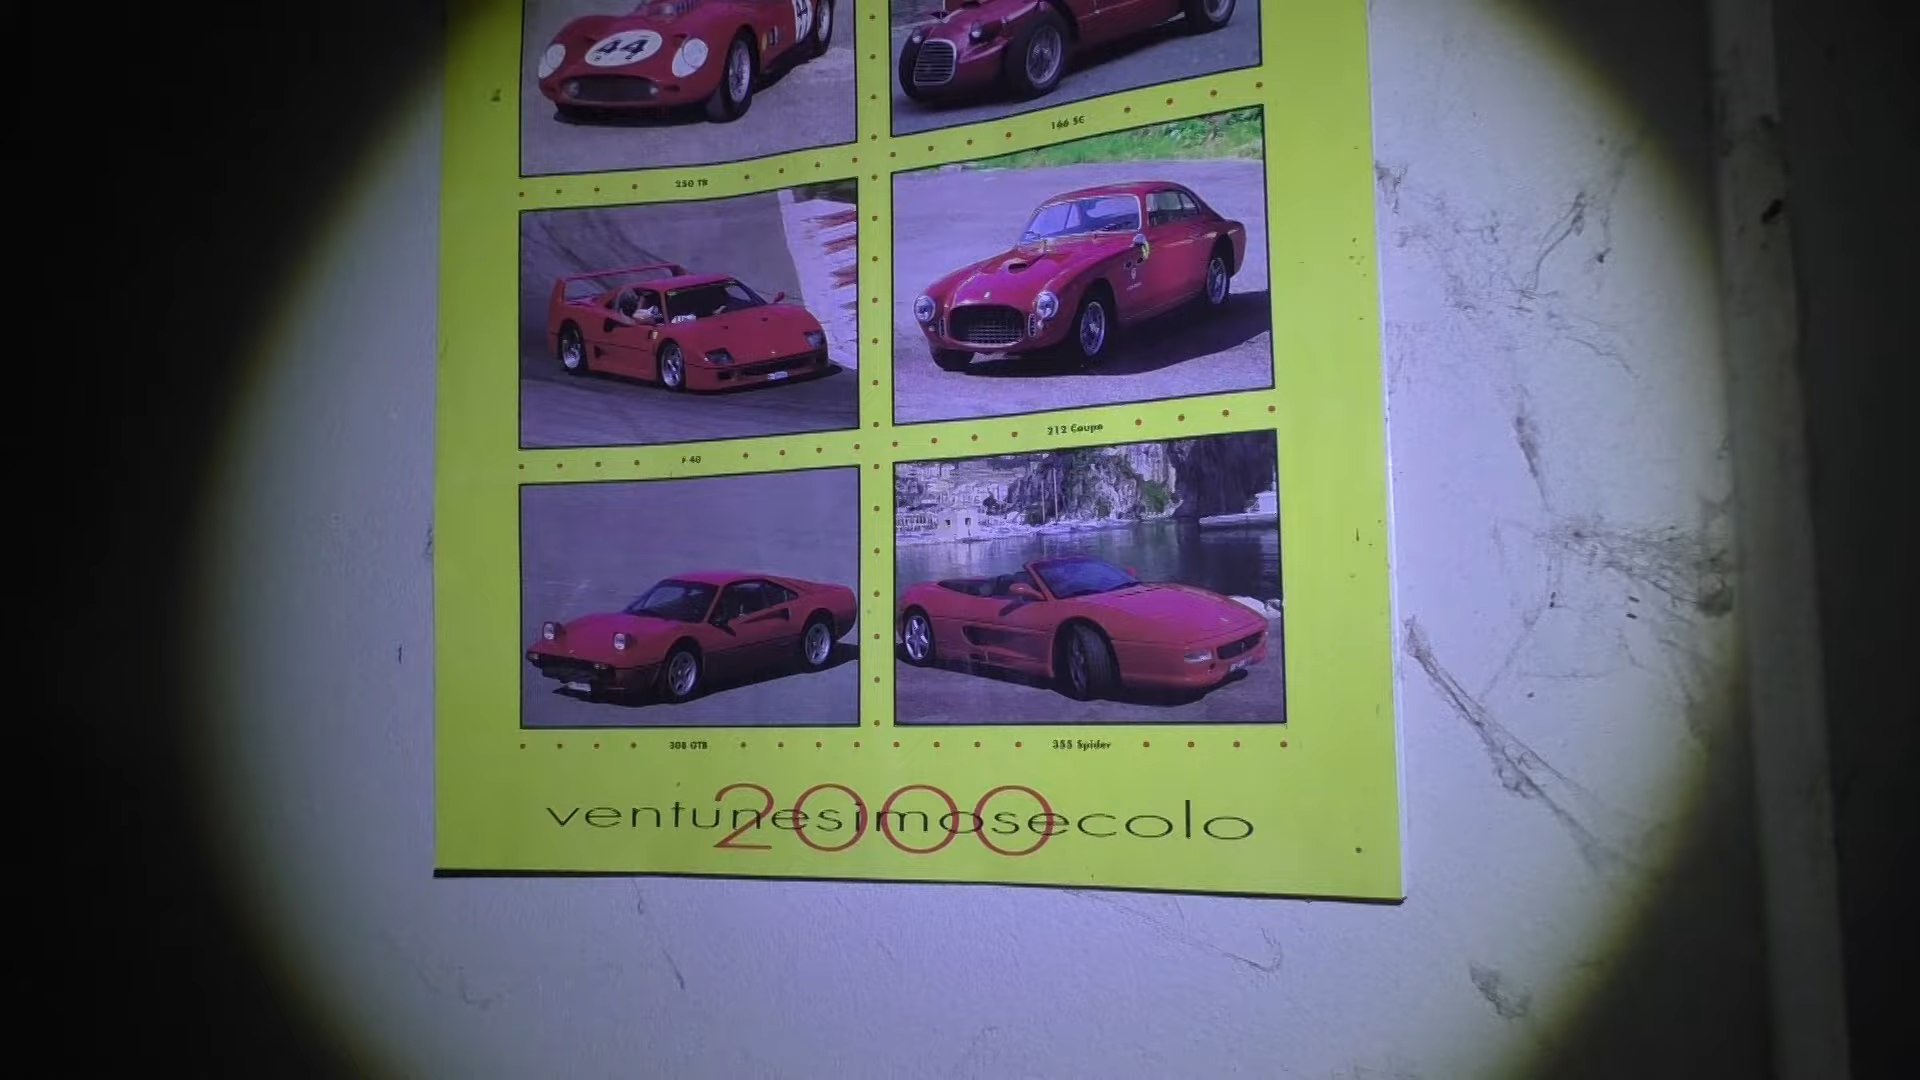 44
166 SC
250 TR
212 Coupe
F 40
308 GTB
355 Spider
2000
ventunesimosecolo